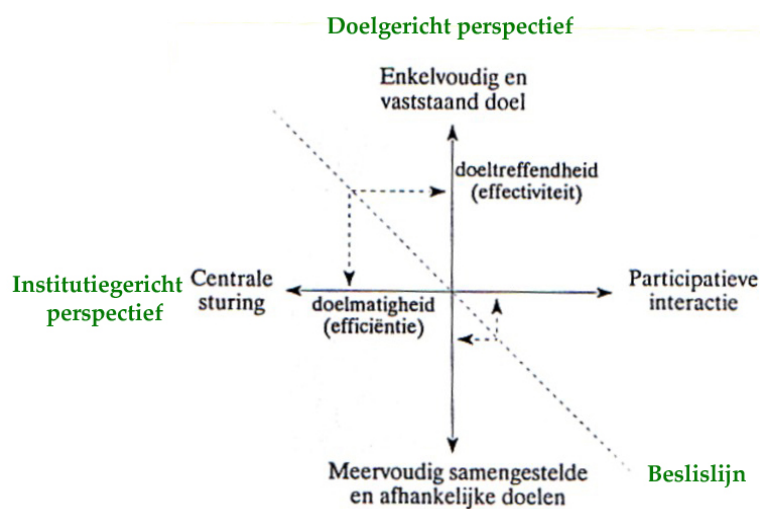 Doelgericht perspectief
Enkelvoudig en
vaststaand doel
doeltreffendheid
(effectiviteit)
Institutiegericht
perspectief
Centrale
sturing
doelmatigheid
(efficiëntie)
Participatieve
interactie
Meervoudig samengestelde
en afhankelijke doelen
Beslislijn